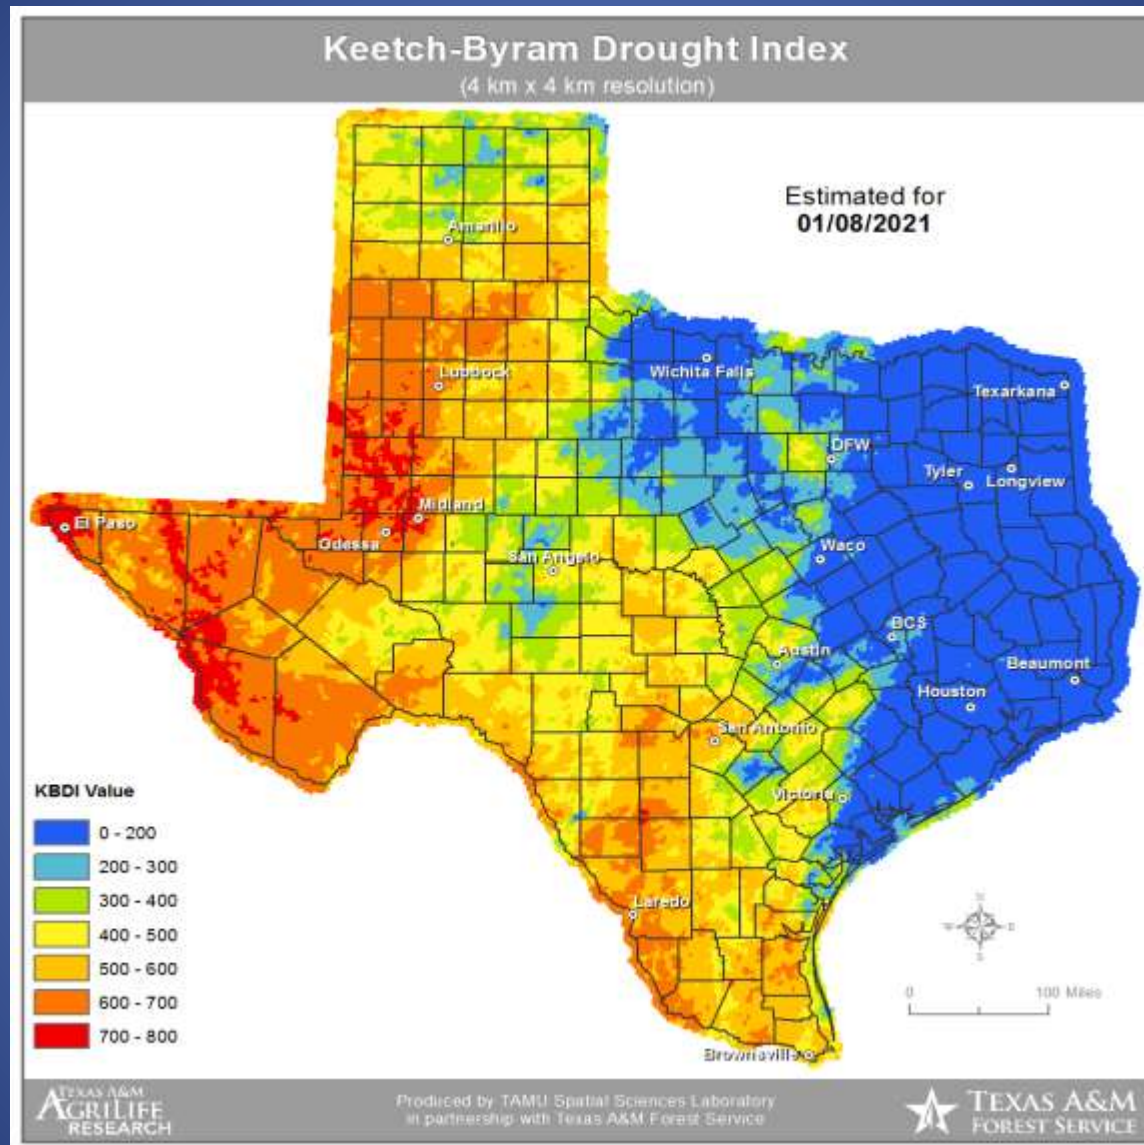 Keetch-Byram Drought Index
(4 km x 4 km resolution)
Estimated for
01/08/2021
Amarillo
Lubbock
Wichita Falls
Texarkana
DFW
Tyler
Longview
Midland
El Paso
Odessa
San Angelo
Waco
BCS
Austin
Beaumont
Houston
San Antonio
Victoria
Laredo
Brownsville
KBDI Value
0 - 200
200 - 300
300 - 400
400 - 500
500 - 600
600 - 700
700 - 800
0 100 Miles
TEXAS A&M
AGRILIFE
RESEARCH
Produced by TAMU Spatial Sciences Laboratory
in partnership with Texas A&M Forest Service
TEXAS A&M
FOREST SERVICE